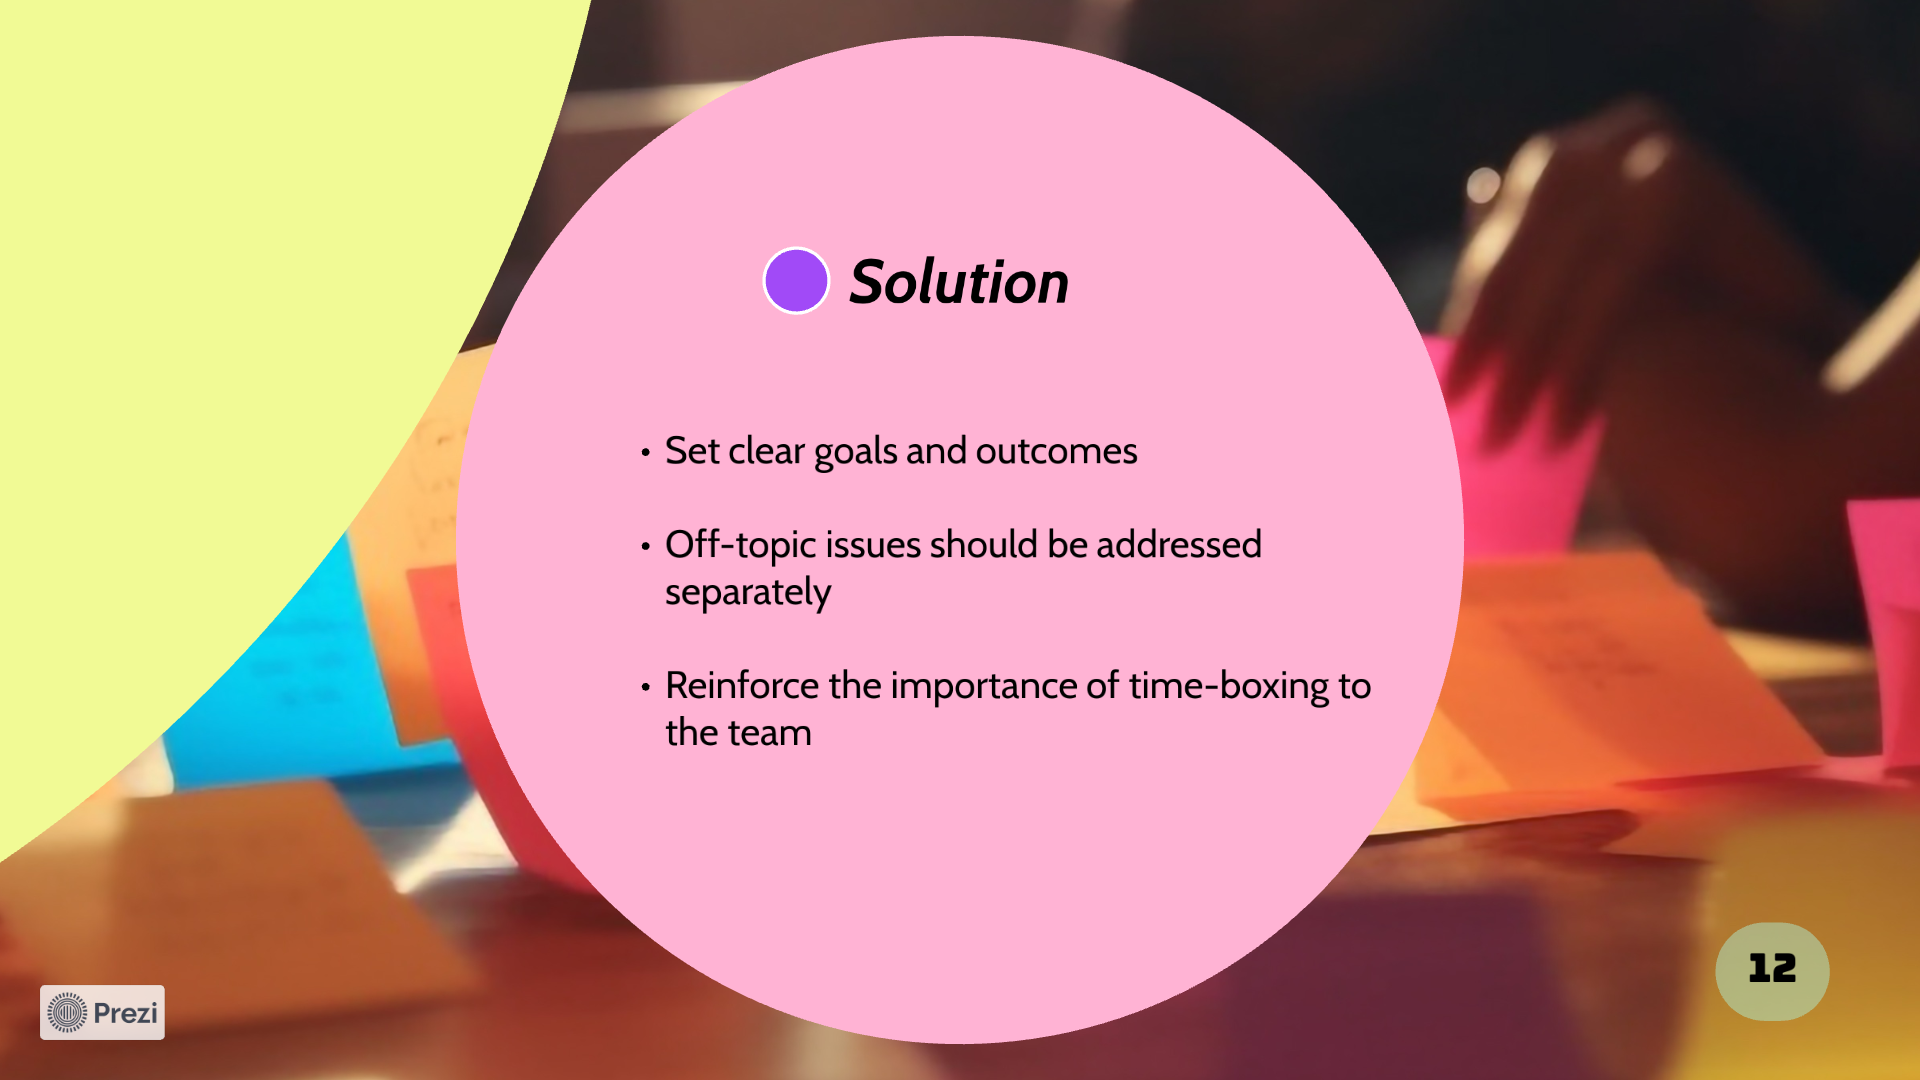 Solution
• Set clear goals and outcomes
• Off-topic issues should be addressed
separately
• Reinforce the importance of time-boxing to
the team
12
Prezi